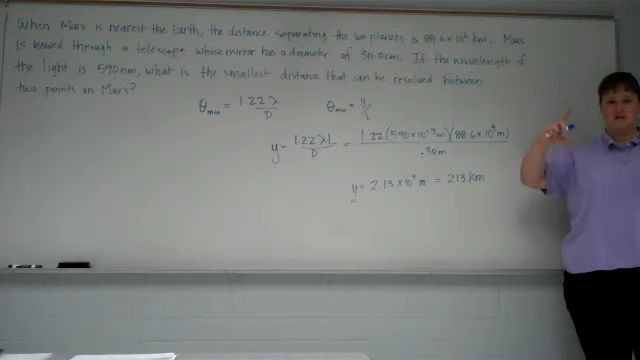 When Mars is nearest the Earth, the distance separating the two planets is 88.6 x 10⁶ km. Mars
is viewed through a telescope whose mirror has a diameter of 30.0cm. If the wavelength of
the light is 590nm, what is the smallest distance that can be resolved between
two points on Mars?
θmin = 1.22λ/D θmin = y/L
y = 1.22λL/D = 1.22(590×10⁻⁹m)(88.6×10⁹m)/.30m
y = 2.13 × 10⁵ m = 213 km